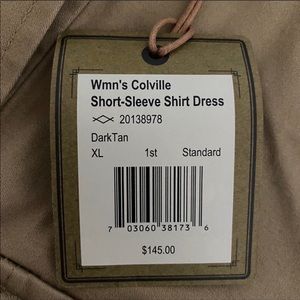 Wmn's Colville
Short-Sleeve Shirt Dress
20138978
DarkTan
XL 1st Standard
7 03060 38173 6
$145.00